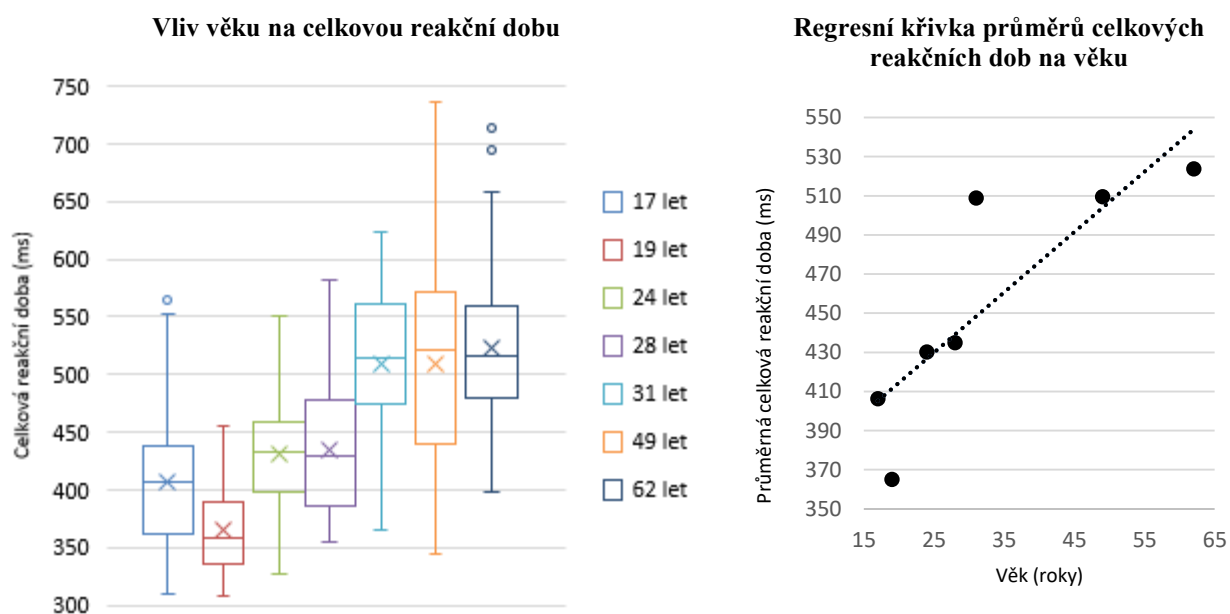 Vliv věku na celkovou reakční dobu
Celková reakční doba (ms)
750
700
650
600
550
500
450
400
350
300
17 let
19 let
24 let
28 let
31 let
49 let
62 let
Regresní křivka průměrů celkových
reakčních dob na věku
Průměrná celková reakční doba (ms)
550
530
510
490
470
450
430
410
390
370
350
15 25 35 45 55 65
Věk (roky)